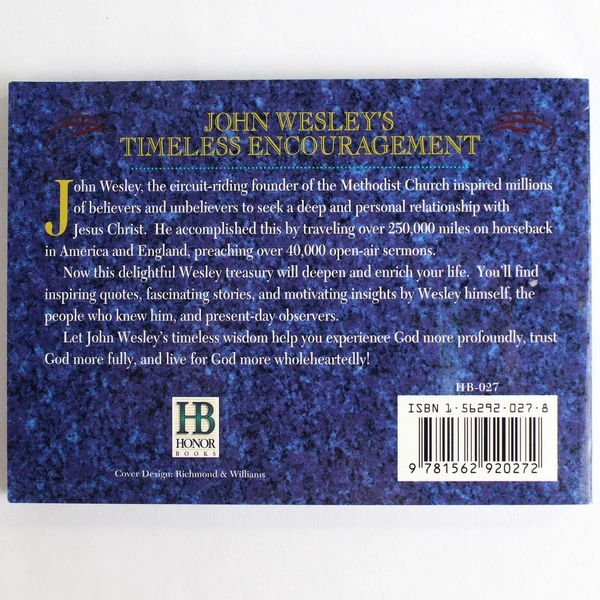 JOHN WESLEY'S
TIMELESS ENCOURAGEMENT
John Wesley, the circuit-riding founder of the Methodist Church inspired millions
of believers and unbelievers to seek a deep and personal relationship with
Jesus Christ. He accomplished this by traveling over 250,000 miles on horseback
in America and England, preaching over 40,000 open-air sermons.
Now this delightful Wesley treasury will deepen and enrich your life. You'll find
inspiring quotes, fascinating stories, and motivating insights by Wesley himself, the
people who knew him, and present-day observers.
Let John Wesley's timeless wisdom help you experience God more profoundly, trust
God more fully, and live for God more wholeheartedly!
HB-027
ISBN 1-56292-027-8
9 781562 920272
HB
HONOR
BOOKS
Cover Design: Richmond & Williams